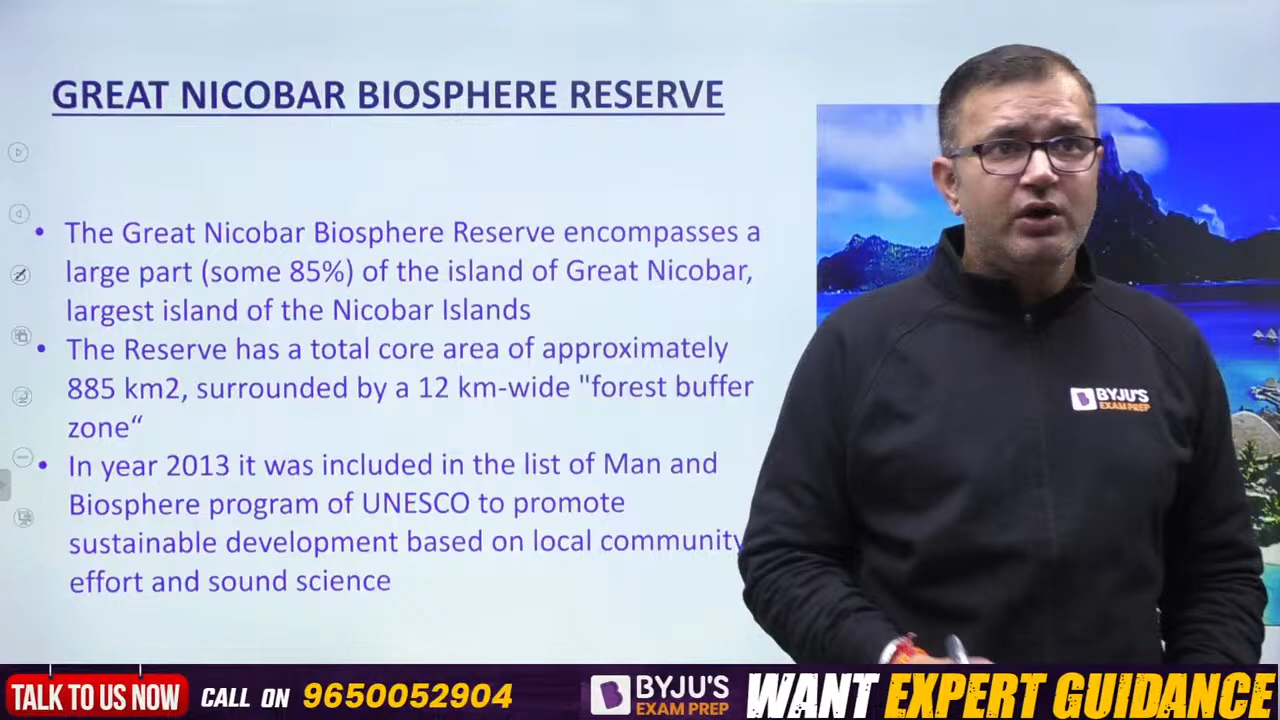 GREAT NICOBAR BIOSPHERE RESERVE
• The Great Nicobar Biosphere Reserve encompasses a
large part (some 85%) of the island of Great Nicobar,
largest island of the Nicobar Islands
• The Reserve has a total core area of approximately
885 km2, surrounded by a 12 km-wide "forest buffer
zone“
• In year 2013 it was included in the list of Man and
Biosphere program of UNESCO to promote
sustainable development based on local community
effort and sound science
BYJU'S
EXAM PREP
TALK TO US NOW
CALL ON 9650052904
BYJU'S
EXAM PREP
WANT EXPERT GUIDANCE